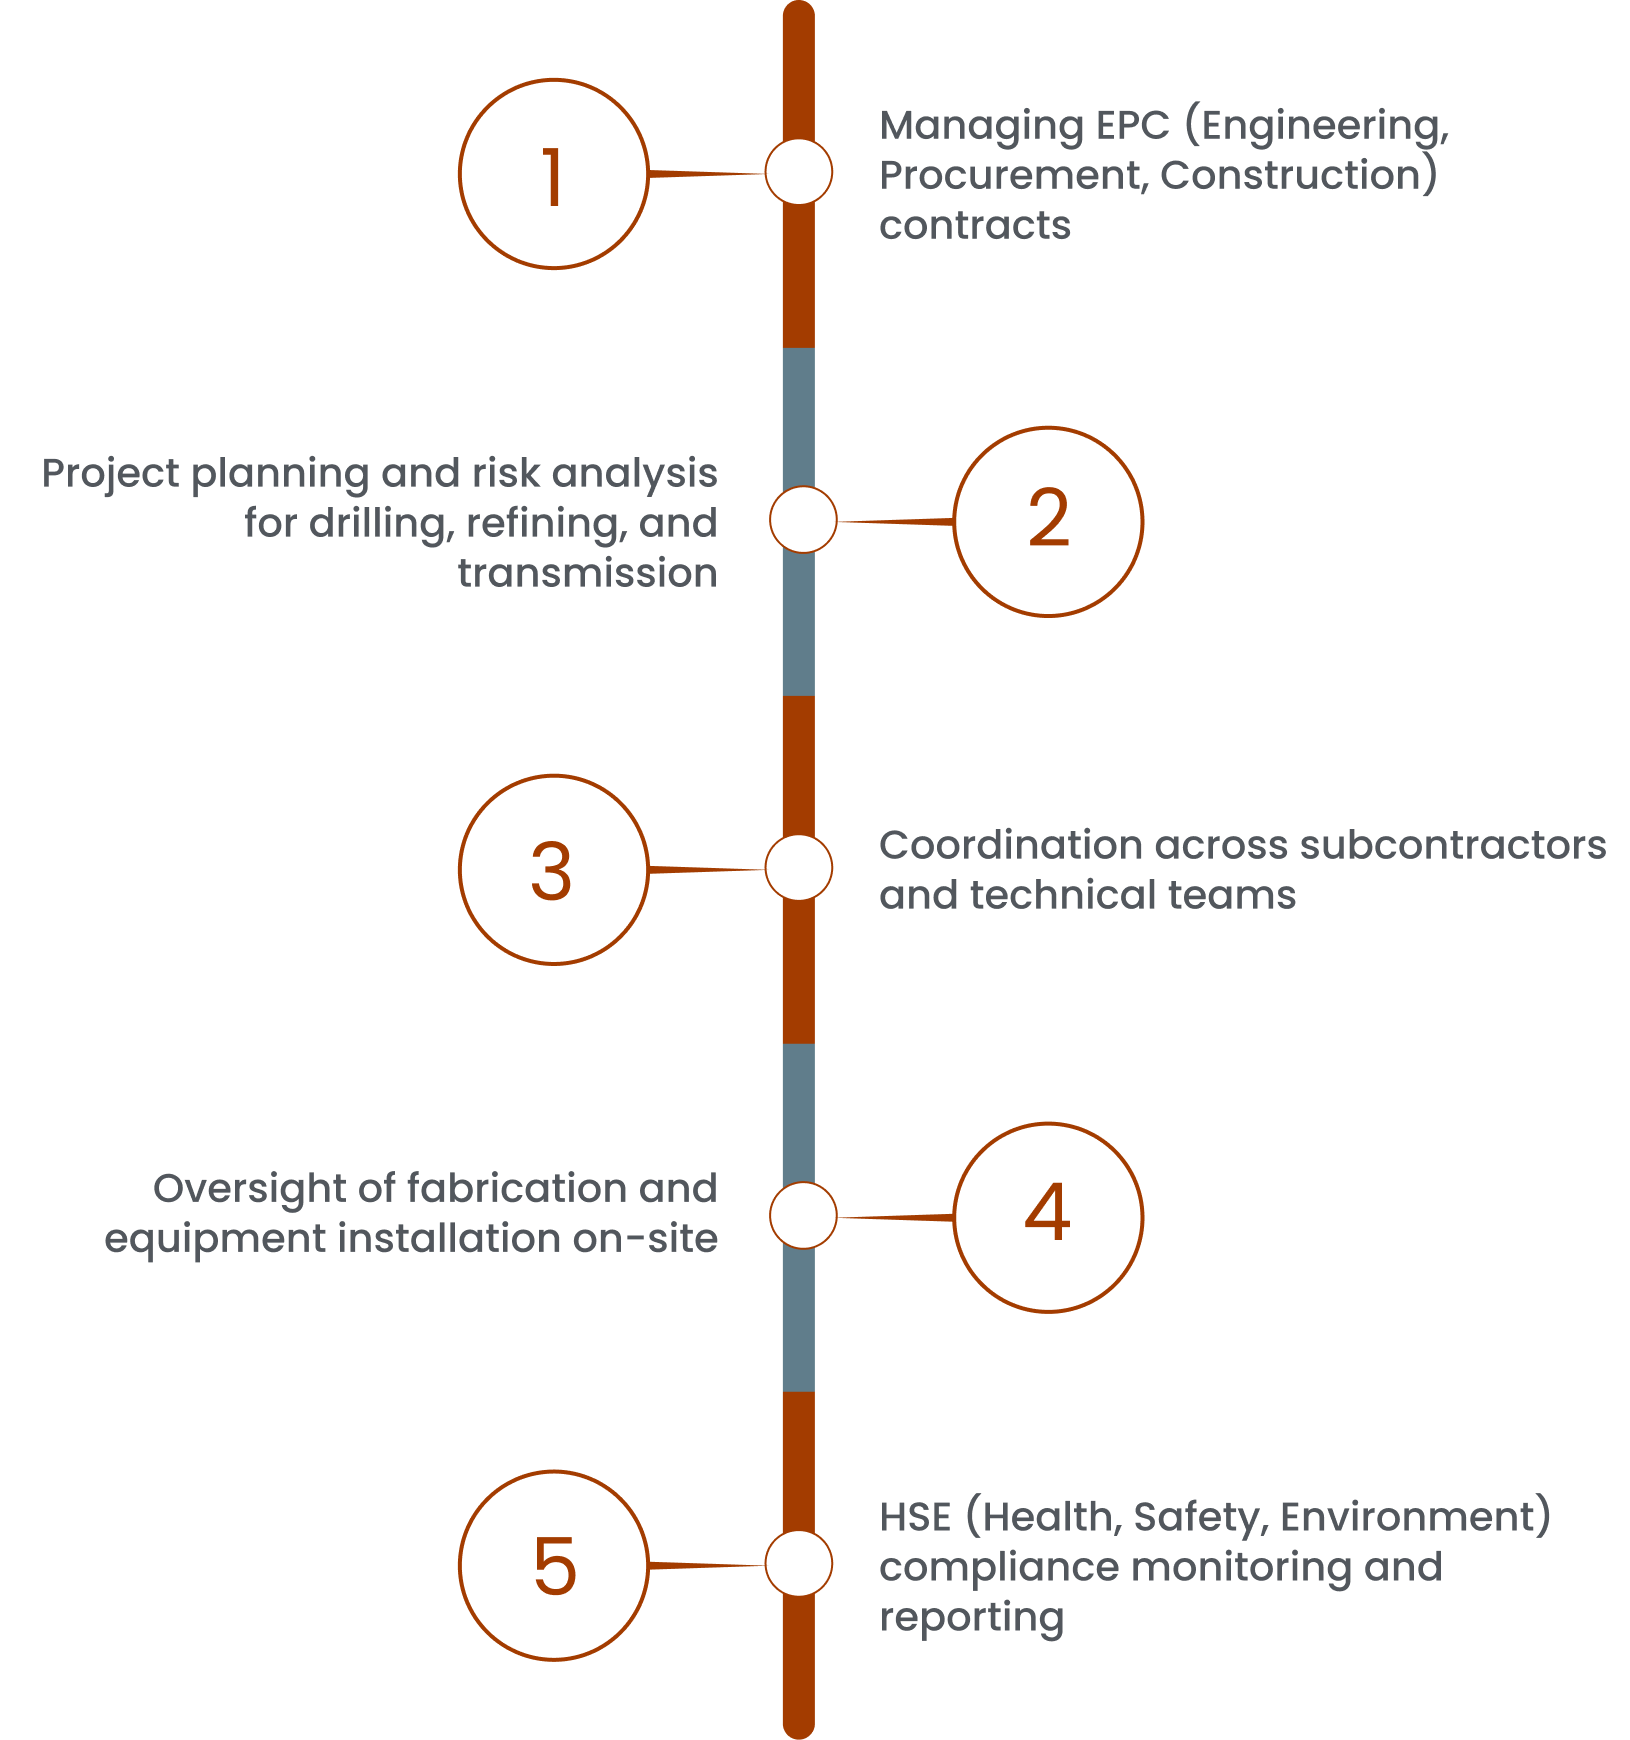 1
Managing EPC (Engineering,
Procurement, Construction)
contracts
Project planning and risk analysis
for drilling, refining, and
transmission
2
3
Coordination across subcontractors
and technical teams
Oversight of fabrication and
equipment installation on-site
4
5
HSE (Health, Safety, Environment)
compliance monitoring and
reporting